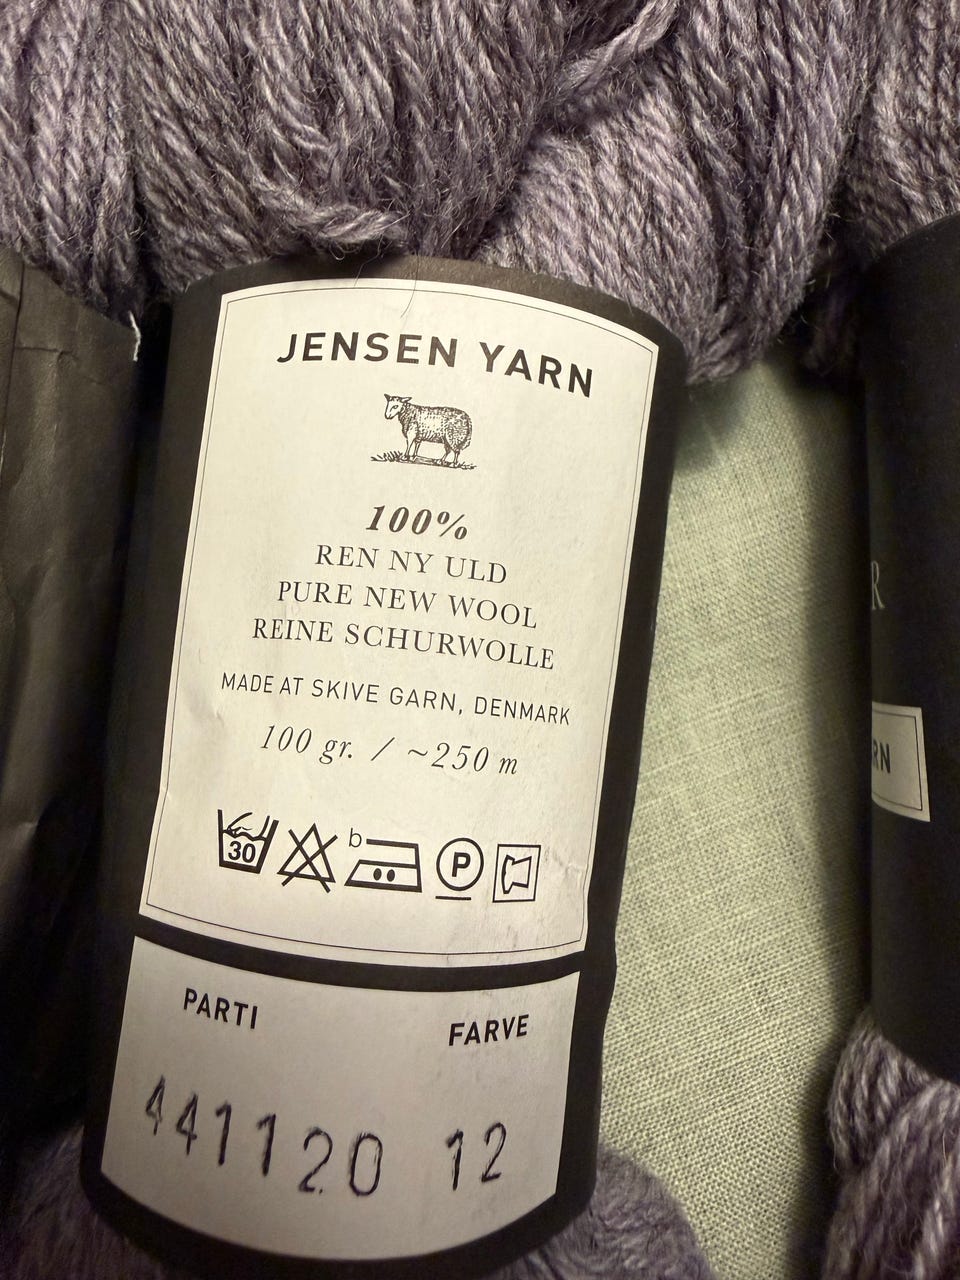 JENSEN YARN
100%
REN NY ULD
PURE NEW WOOL
REINE SCHURWOLLE
MADE AT SKIVE GARN, DENMARK
100 gr. / ~250 m
30 b P
PARTI FARVE
441120 12